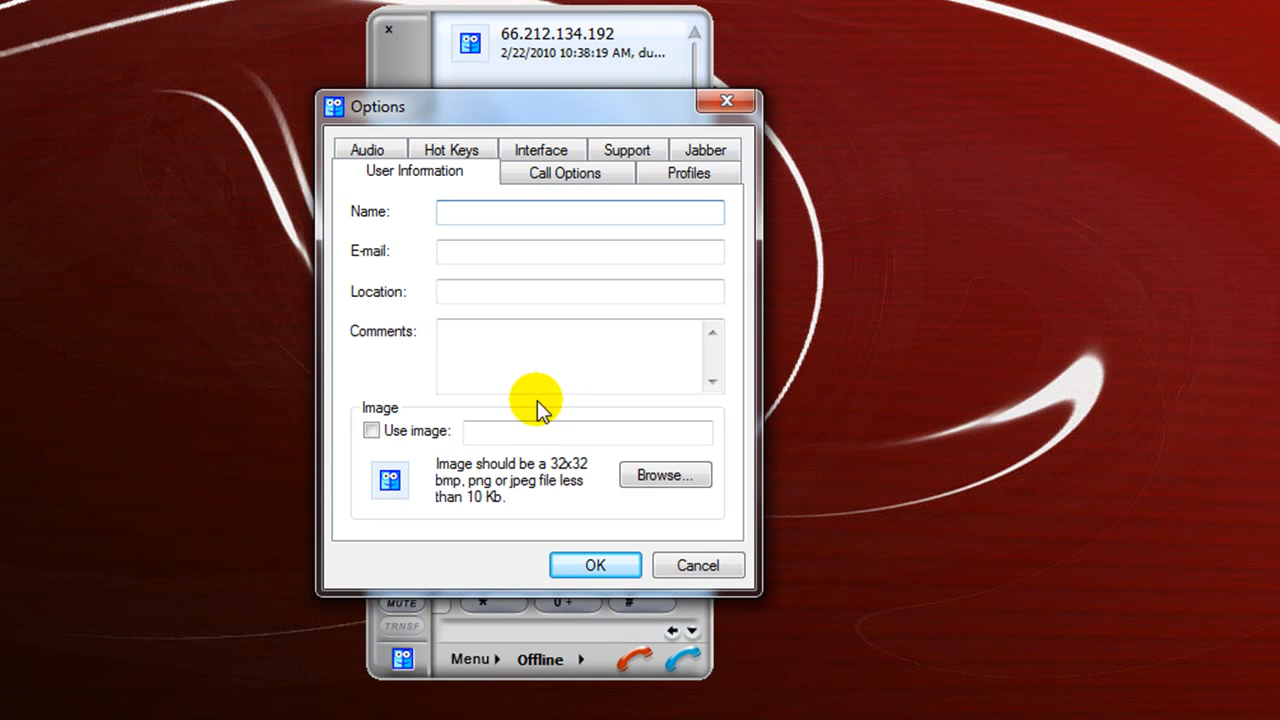 x
66.212.134.192
2/22/2010 10:38:19 AM, du...
Options
Audio Hot Keys Interface Support Jabber
User Information Call Options Profiles
Name:
E-mail:
Location:
Comments:
Image
Use image:
Image should be a 32x32
bmp, png or jpeg file less
than 10 Kb.
Browse...
OK Cancel
MUTE * 0 + #
TRNSF
Menu Offline